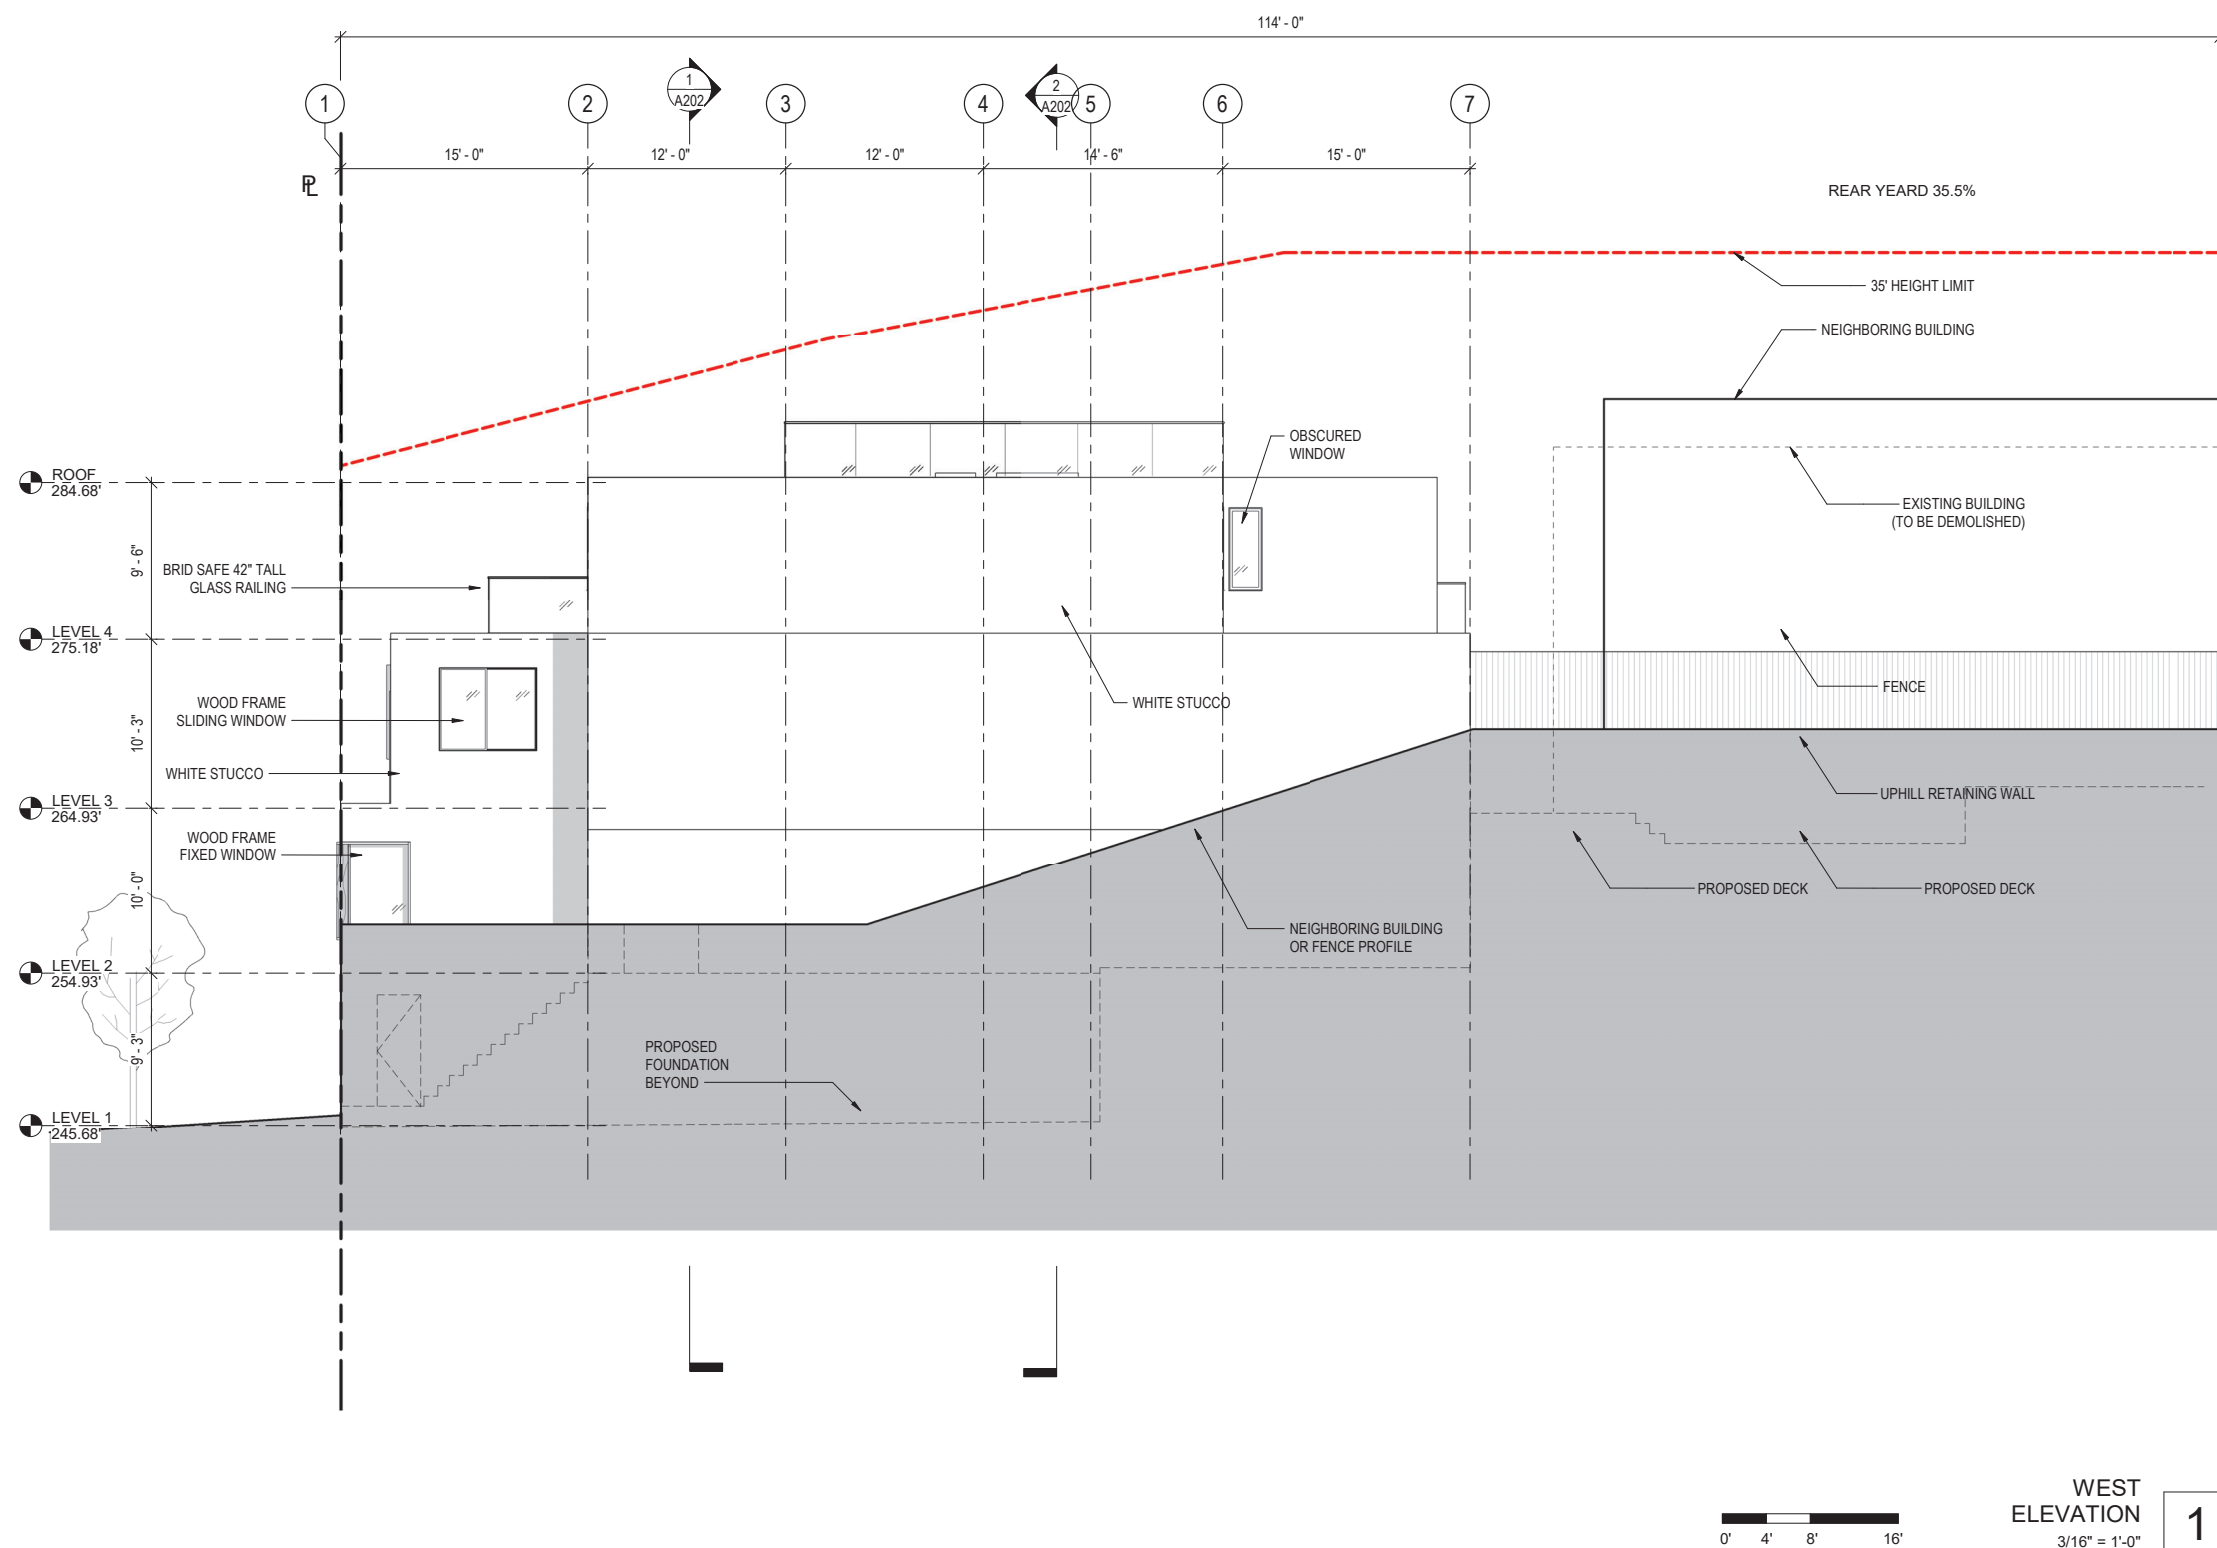 114' - 0"
1
2
1
A202
3
4
2
A202
5
6
7
15' - 0"
12' - 0"
12' - 0"
14' - 6"
15' - 0"
PL
REAR YEARD 35.5%
35' HEIGHT LIMIT
NEIGHBORING BUILDING
OBSCURED
WINDOW
ROOF
284.68'
EXISTING BUILDING
(TO BE DEMOLISHED)
9' - 6"
BRID SAFE 42" TALL
GLASS RAILING
LEVEL 4
275.18'
WOOD FRAME
SLIDING WINDOW
WHITE STUCCO
FENCE
10' - 3"
WHITE STUCCO
UPHILL RETAINING WALL
LEVEL 3
264.93'
WOOD FRAME
FIXED WINDOW
10' - 0"
PROPOSED DECK
PROPOSED DECK
NEIGHBORING BUILDING
OR FENCE PROFILE
LEVEL 2
254.93'
9' - 3"
PROPOSED
FOUNDATION
BEYOND
LEVEL 1
245.68'
WEST
ELEVATION
3/16" = 1'-0"
1
0'
4'
8'
16'